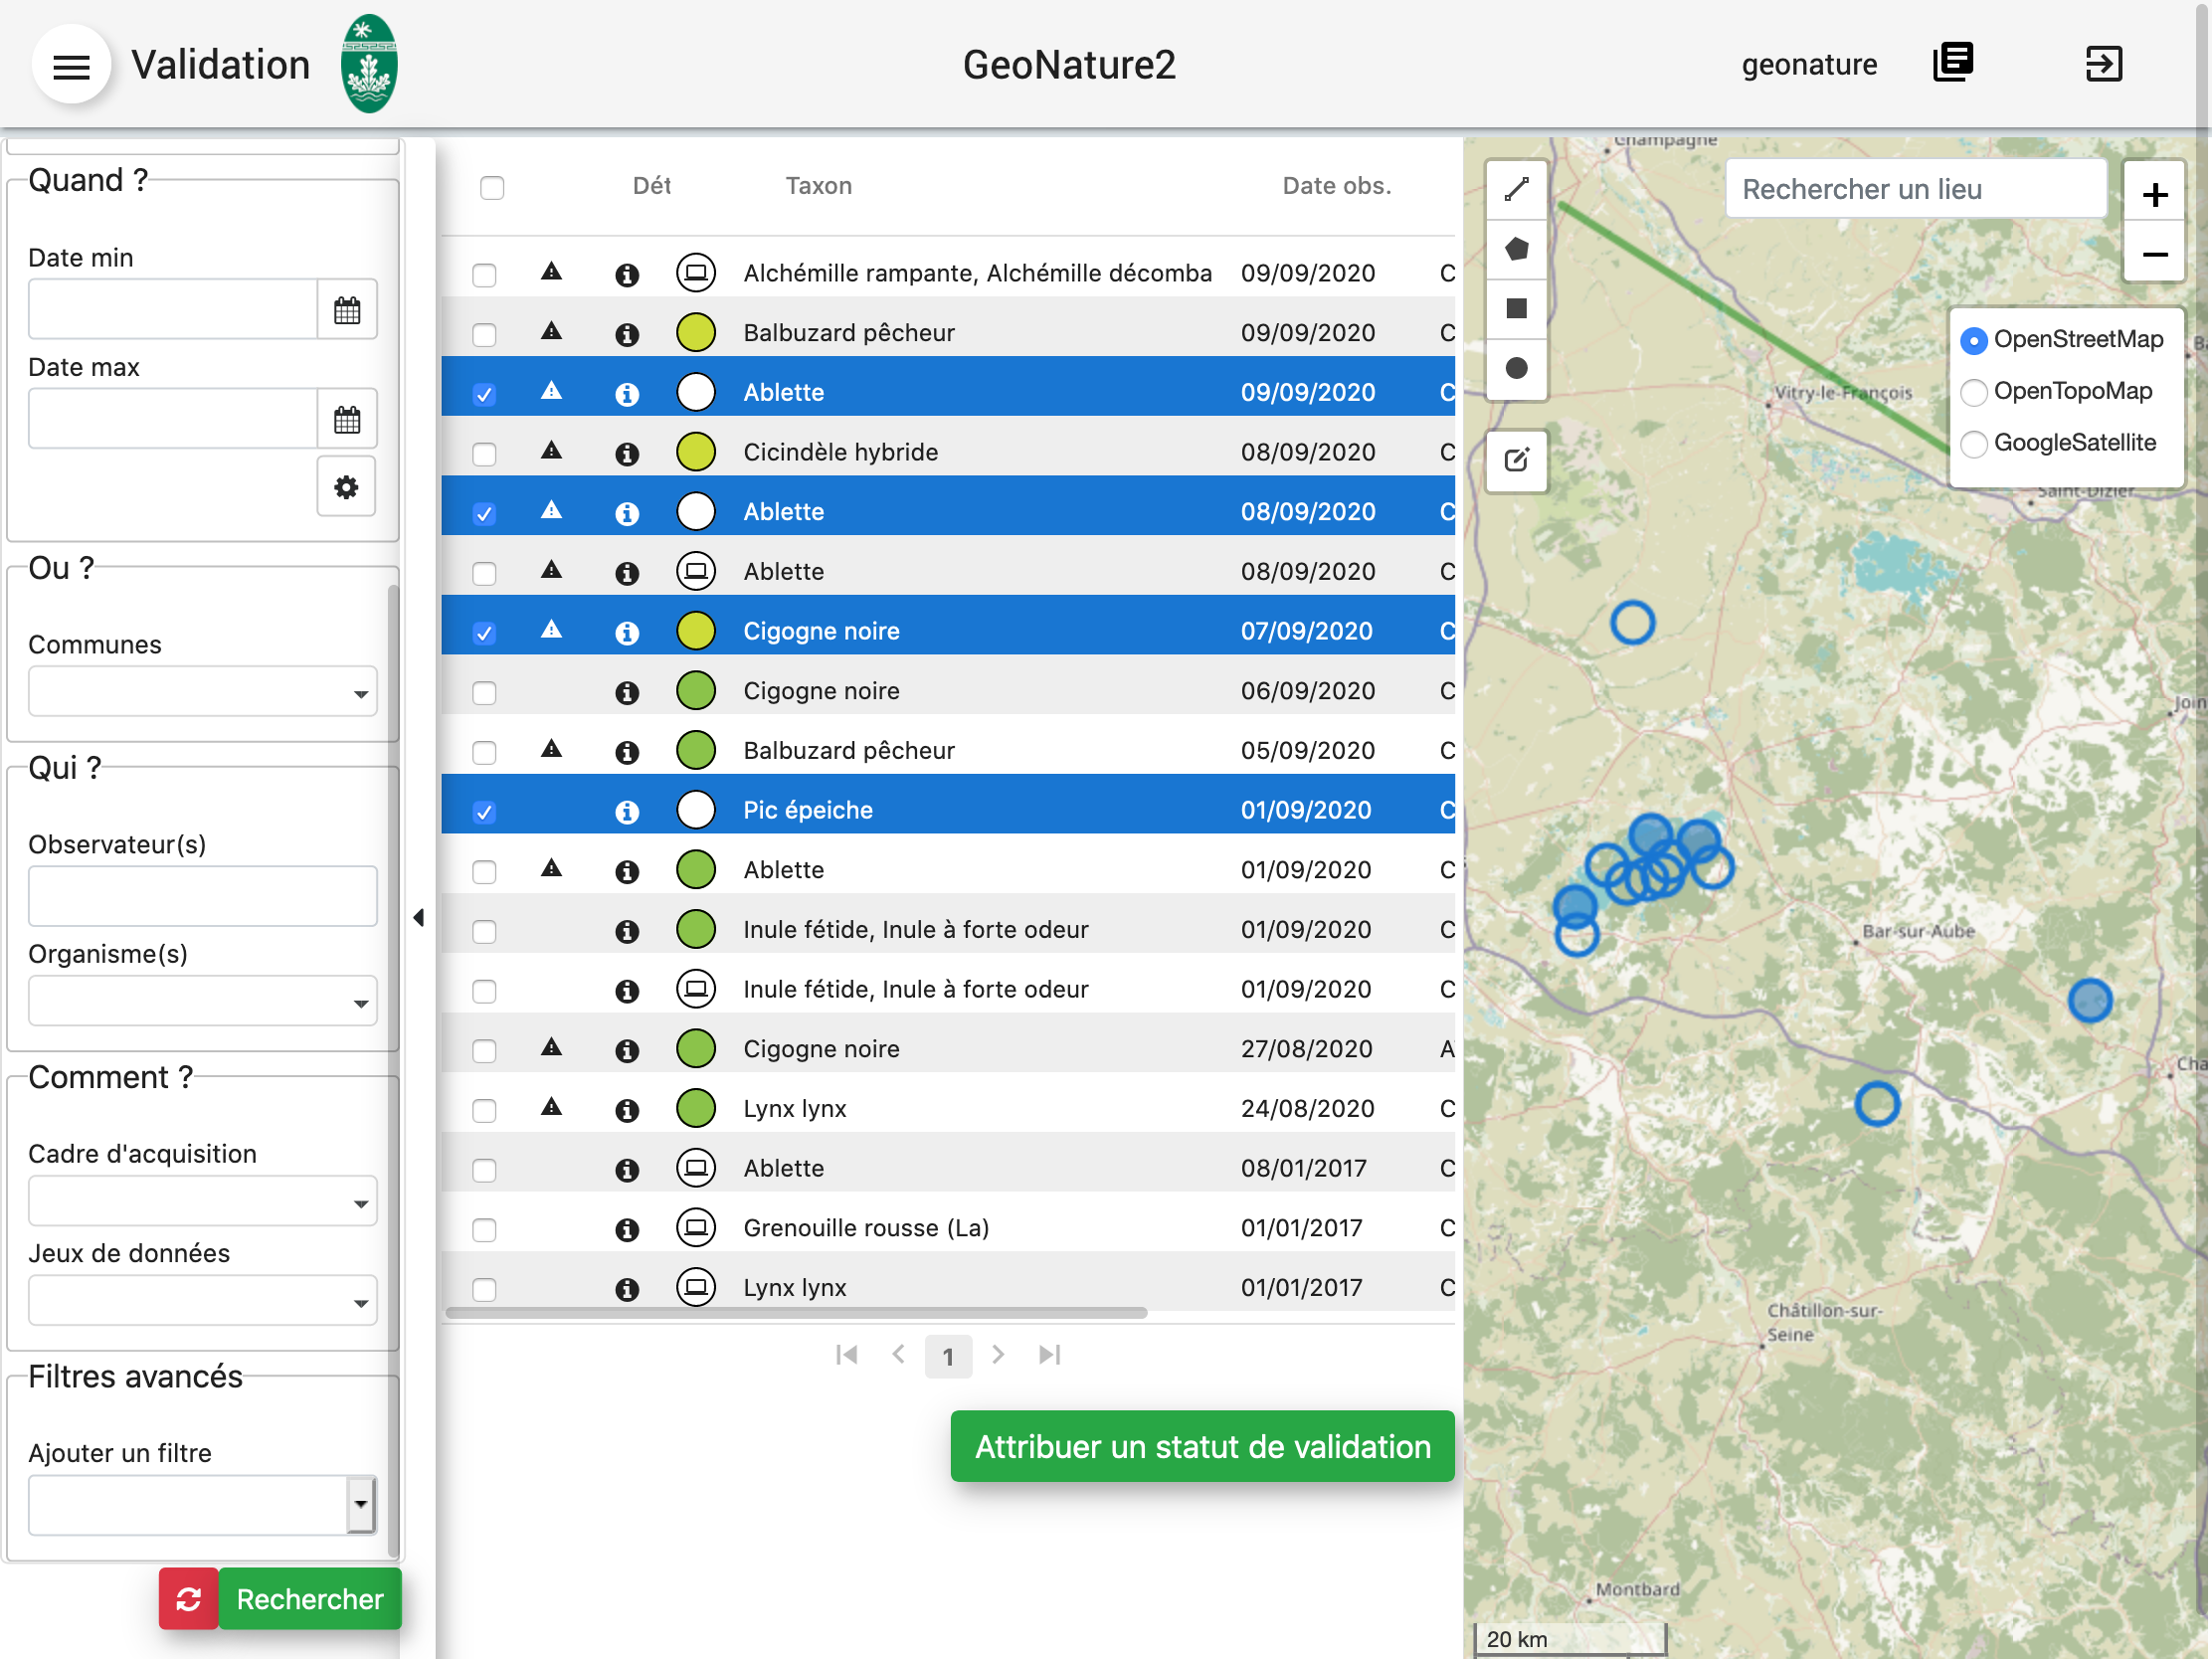 Validation
GeoNature2
geonature
Quand ?
Date min
Date max
Ou ?
Communes
Qui ?
Observateur(s)
Organisme(s)
Comment ?
Cadre d'acquisition
Jeux de données
Filtres avancés
Ajouter un filtre
Rechercher
Dét Taxon Date obs.
Alchémille rampante, Alchémille décomba 09/09/2020 C
Balbuzard pêcheur 09/09/2020 C
Ablette 09/09/2020 C
Cicindèle hybride 08/09/2020 C
Ablette 08/09/2020 C
Ablette 08/09/2020 C
Cigogne noire 07/09/2020 C
Cigogne noire 06/09/2020 C
Balbuzard pêcheur 05/09/2020 C
Pic épeiche 01/09/2020 C
Ablette 01/09/2020 C
Inule fétide, Inule à forte odeur 01/09/2020 C
Inule fétide, Inule à forte odeur 01/09/2020 C
Cigogne noire 27/08/2020 A
Lynx lynx 24/08/2020 C
Ablette 08/01/2017 C
Grenouille rousse (La) 01/01/2017 C
Lynx lynx 01/01/2017 C
1
Attribuer un statut de validation
Champagne
Rechercher un lieu
+
−
OpenStreetMap
OpenTopoMap
GoogleSatellite
Vitry-le-François
Saint-Dizier
Join
Bar-sur-Aube
Cha
Châtillon-sur-
Seine
Montbard
20 km